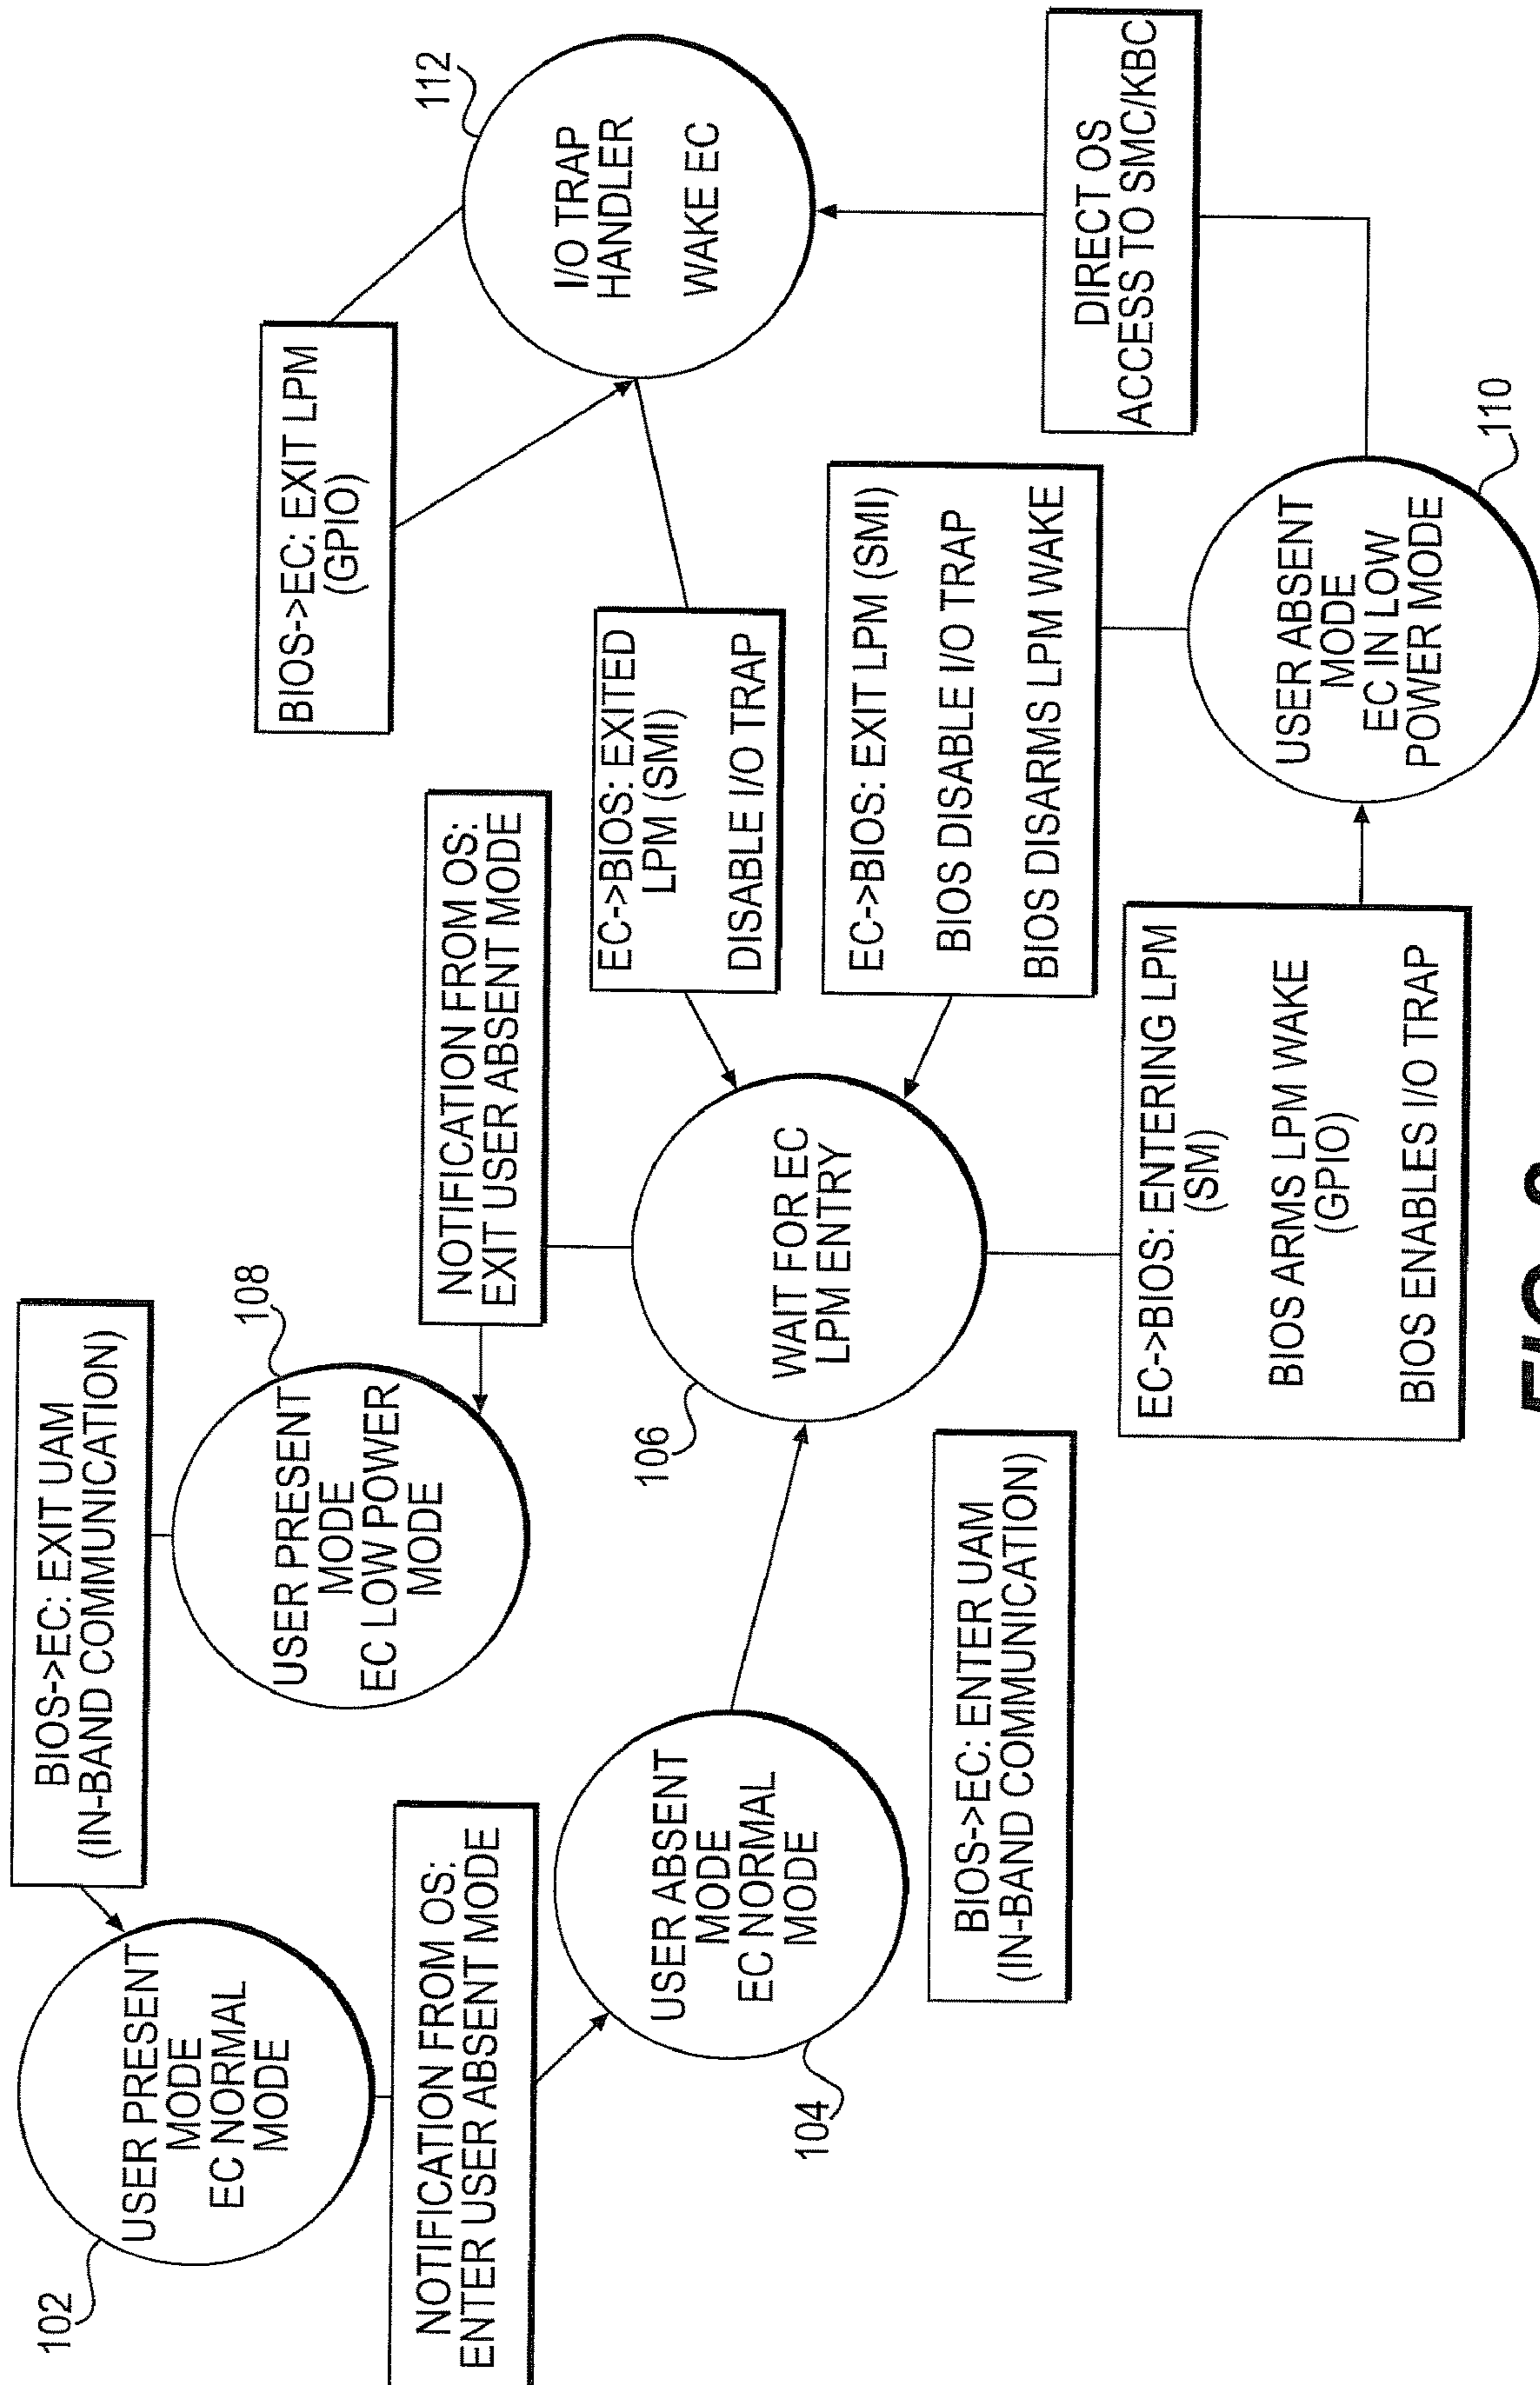 102
USER PRESENT
MODE
EC NORMAL
MODE
BIOS->EC: EXIT UAM
(IN-BAND COMMUNICATION)
108
USER PRESENT
MODE
EC LOW POWER
MODE
NOTIFICATION FROM OS:
ENTER USER ABSENT MODE
NOTIFICATION FROM OS:
EXIT USER ABSENT MODE
BIOS->EC: EXIT LPM
(GPIO)
112
I/O TRAP
HANDLER
WAKE EC
104
USER ABSENT
MODE
EC NORMAL
MODE
106
WAIT FOR EC
LPM ENTRY
EC->BIOS: EXITED
LPM (SMI)
DISABLE I/O TRAP
BIOS->EC: ENTER UAM
(IN-BAND COMMUNICATION)
EC->BIOS: EXIT LPM (SMI)
BIOS DISABLE I/O TRAP
BIOS DISARMS LPM WAKE
DIRECT OS
ACCESS TO SMC/KBC
EC->BIOS: ENTERING LPM
(SMI)
BIOS ARMS LPM WAKE
(GPIO)
BIOS ENABLES I/O TRAP
USER ABSENT
MODE
EC IN LOW
POWER MODE
110